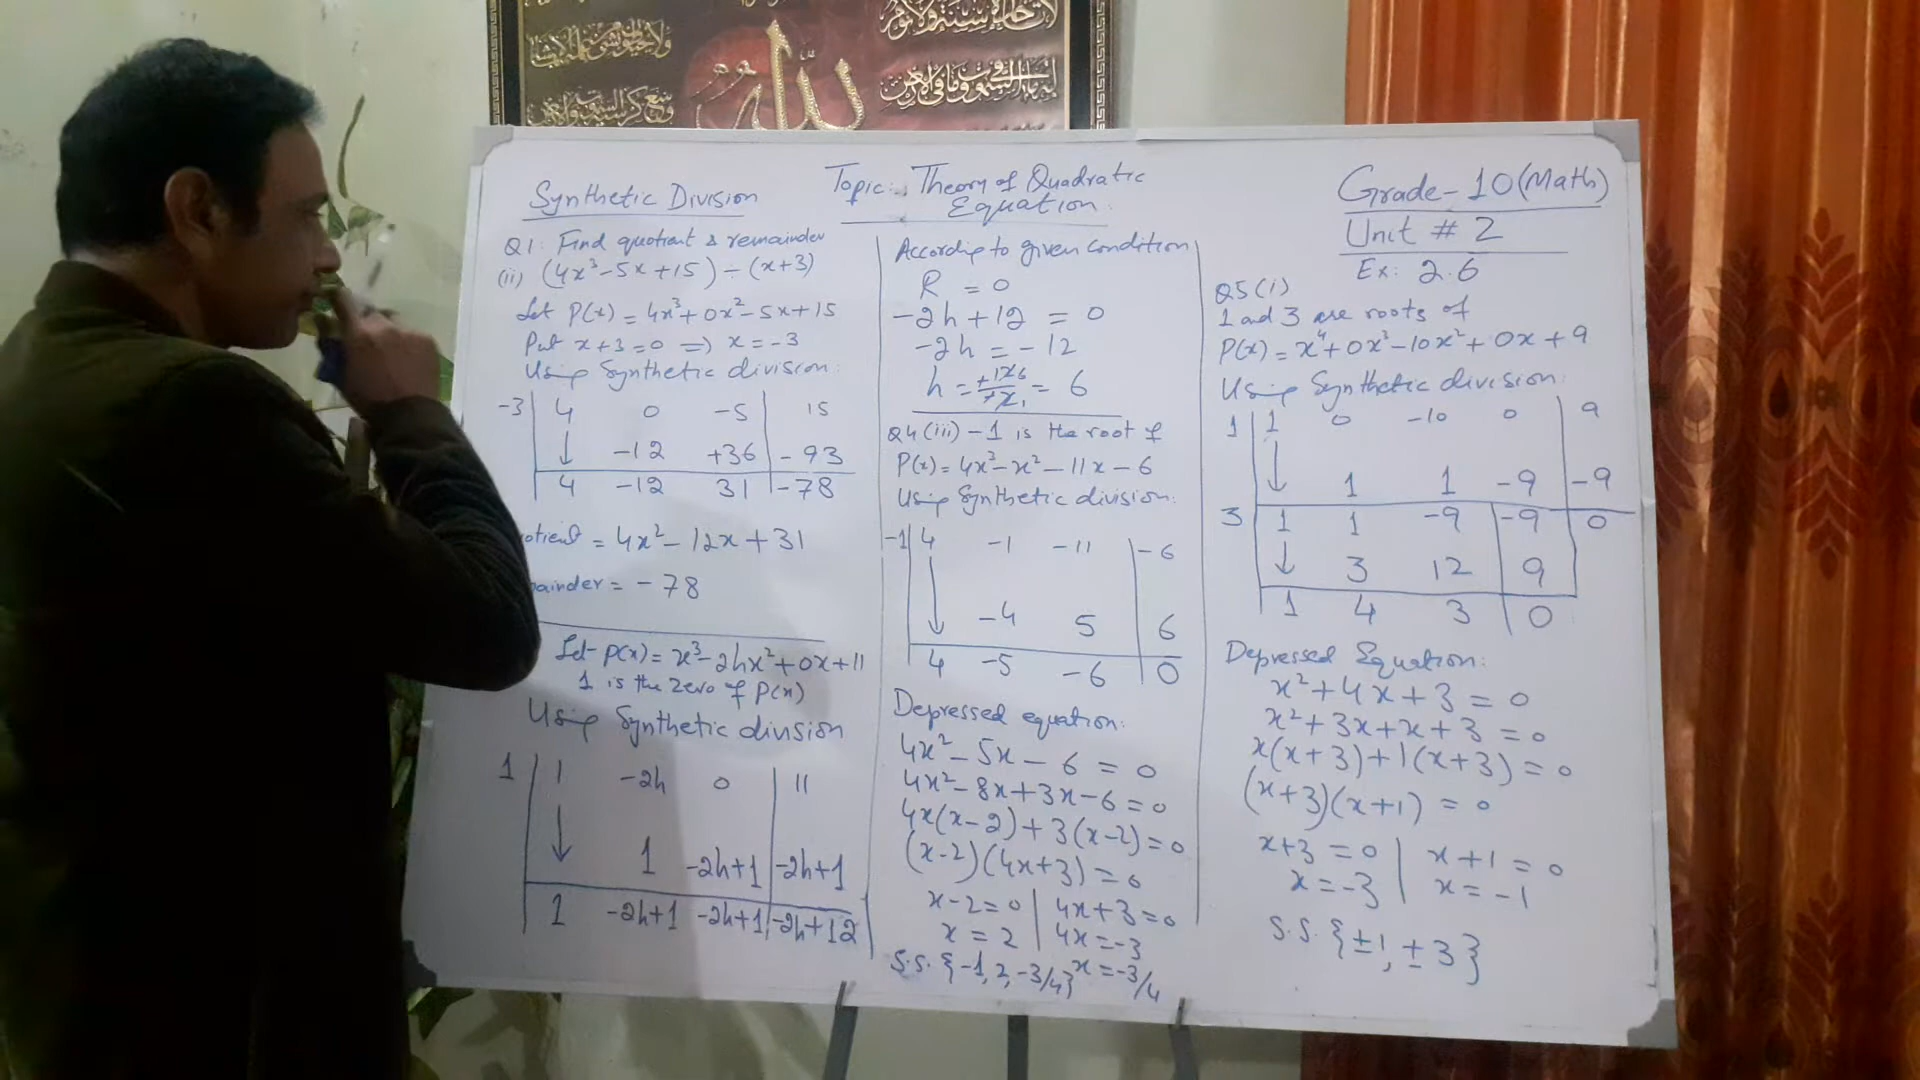 لله
Synthetic Division
Topic: Theory of Quadratic
Equation.
Grade-10(Math)
Unit # 2
Ex: 2.6
Q1: Find quotient & remainder
(ii) (4x³-5x+15) ÷ (x+3)
Let P(x) = 4x³+0x²-5x+15
Put x+3=0 => x=-3
Using Synthetic division:
-3 | 4 0 -5 | 15
↓ -12 +36 | -93
4 -12 31 | -78
otient = 4x²-12x+31
ainder = -78
Let P(x) = x³-2hx²+0x+11
1 is the zero of P(x)
Using Synthetic division
1 | 1 -2h 0 | 11
↓ 1 -2h+1 | -2h+1
1 -2h+1 -2h+1 | -2h+12
According to given condition
R = 0
-2h+12 = 0
-2h = -12
h = = 6
Q4(iii) -1 is the root of
P(x) = 4x³-x²-11x-6
Using Synthetic division:
-1 | 4 -1 -11 | -6
↓ -4 5 | 6
4 -5 -6 | 0
Depressed equation:
4x²-5x-6 = 0
4x²-8x+3x-6=0
4x(x-2)+3(x-2)=0
(x-2)(4x+3)=0
x-2=0 | 4x+3=0
x=2 | 4x=-3
S.S. {-1, 2, -3/4} x=-3/4
Q5(i)
1 and 3 are roots of
P(x) = x⁴+0x³-10x²+0x+9
Using Synthetic division:
1 | 1 0 -10 0 | 9
↓ 1 1 -9 | -9
3 | 1 1 -9 | -9 | 0
↓ 3 12 | 9
1 4 3 | 0
Depressed Equation:
x²+4x+3 = 0
x²+3x+x+3 = 0
x(x+3)+1(x+3) = 0
(x+3)(x+1) = 0
x+3=0 | x+1=0
x=-3 | x=-1
S.S. {±1, ±3}